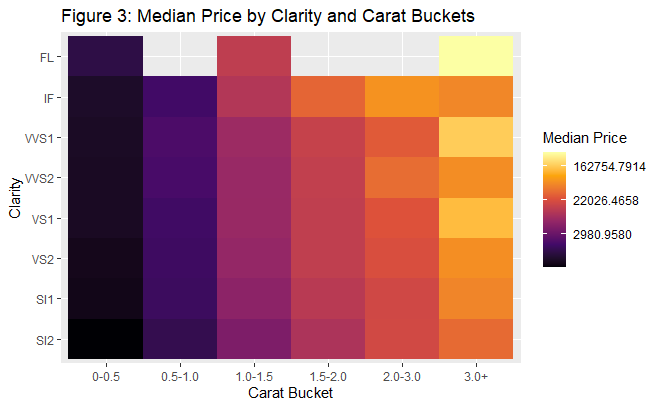 Figure 3: Median Price by Clarity and Carat Buckets
FL
IF
VVS1
VVS2
VS1
VS2
SI1
SI2
Clarity
0-0.5
0.5-1.0
1.0-1.5
1.5-2.0
2.0-3.0
3.0+
Carat Bucket
Median Price
162754.7914
22026.4658
2980.9580